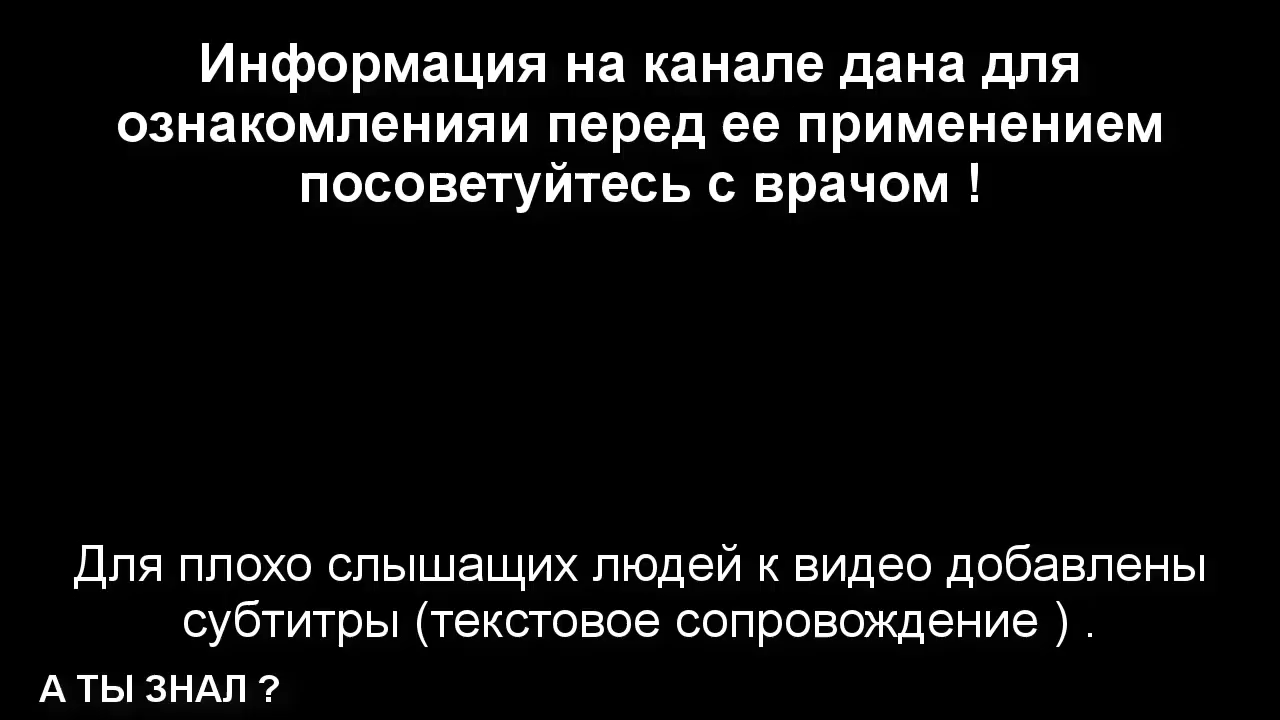 Информация на канале дана для
ознакомленияи перед ее применением
посоветуйтесь с врачом !
Для плохо слышащих людей к видео добавлены
субтитры (текстовое сопровождение ) .
А ТЫ ЗНАЛ ?